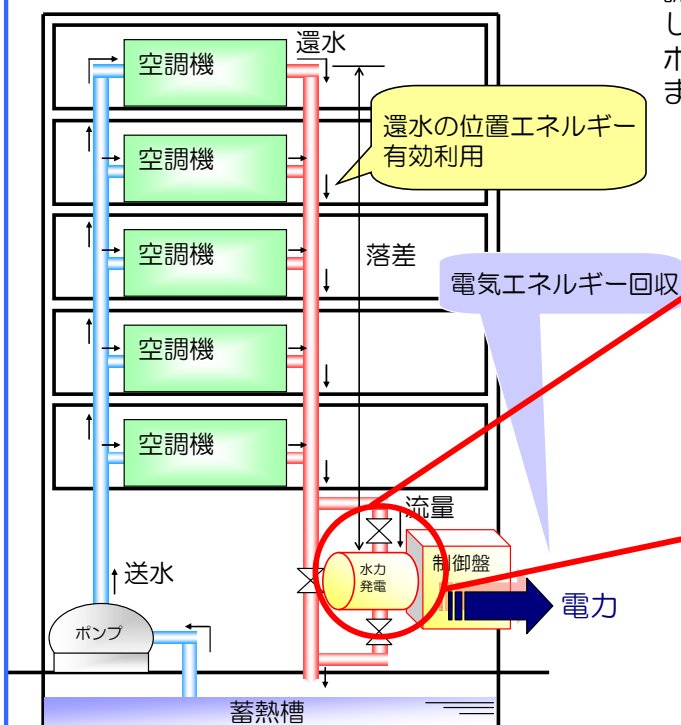 還水
空調機
還水の位置エネルギー
有効利用
空調機
空調機
落差
電気エネルギー回収
空調機
空調機
流量
水力
発電
制御盤
送水
電力
ポンプ
蓄熱槽
し
ま